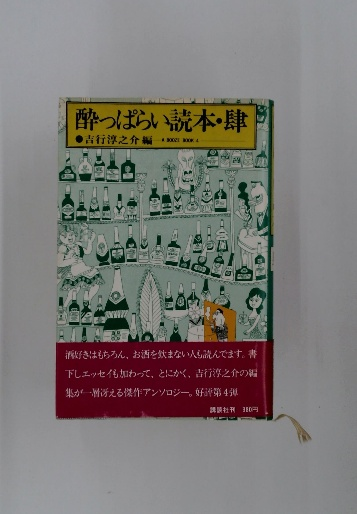 酔っぱらい読本・肆
●吉行淳之介編 A BOOZY BOOK 4
酒好きはもちろん、お酒を飲まない人も読んでます。書
下しエッセイも加わって、とにかく、吉行淳之介の編
集が一層冴える傑作アンソロジー。好評第4弾
講談社刊 980円